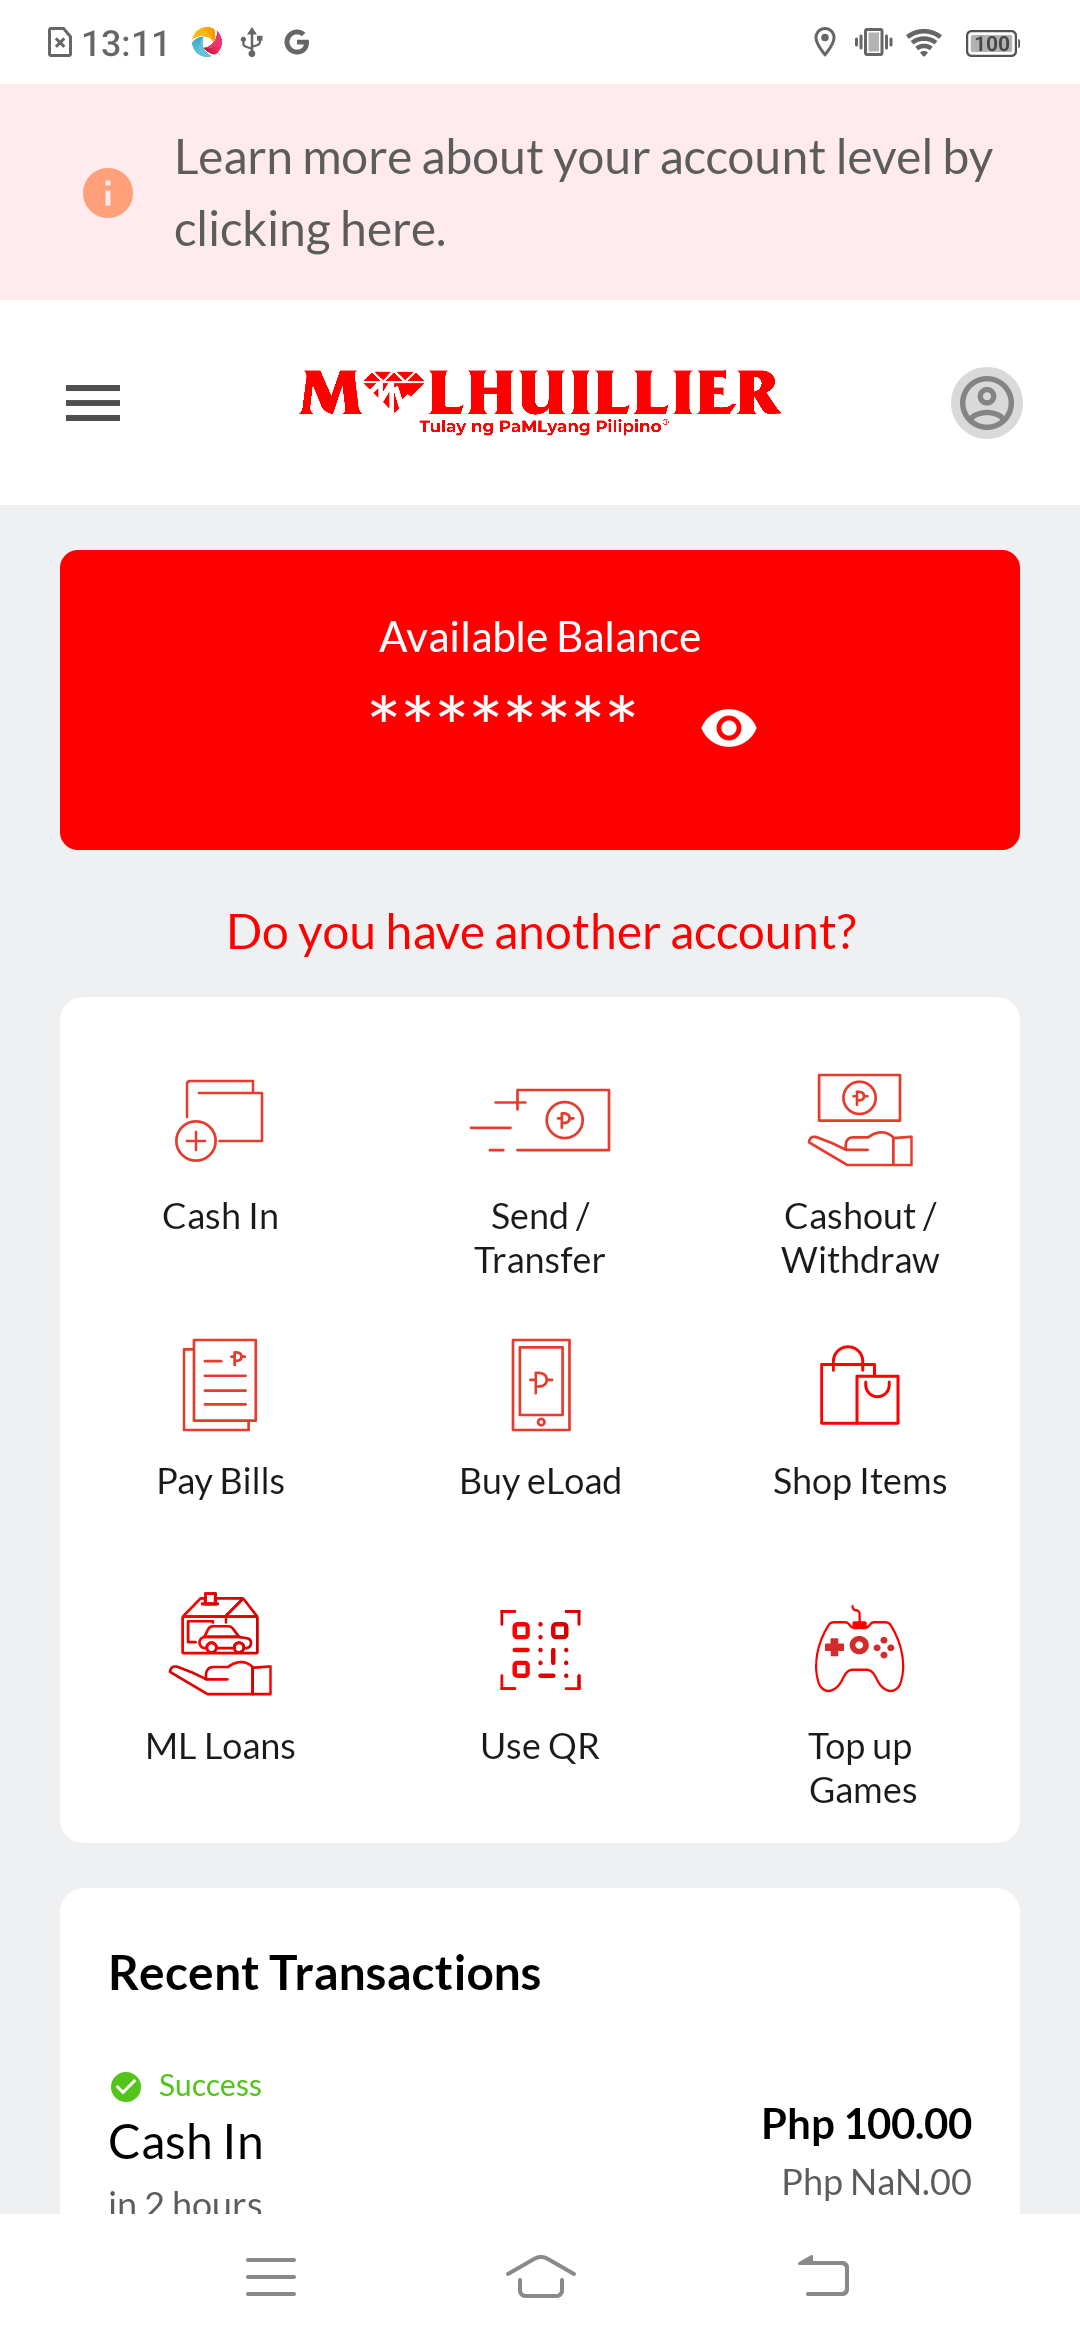 13:11
100
Learn more about your account level by
clicking here.
MLHUILLIER
Tulay ng PaMLyang Pilipino®
Available Balance
********
Do you have another account?
Cash In
Send /
Transfer
Cashout /
Withdraw
Pay Bills
Buy eLoad
Shop Items
ML Loans
Use QR
Top up
Games
Recent Transactions
Success
Cash In
Php 100.00
Php NaN.00
in 2 hours